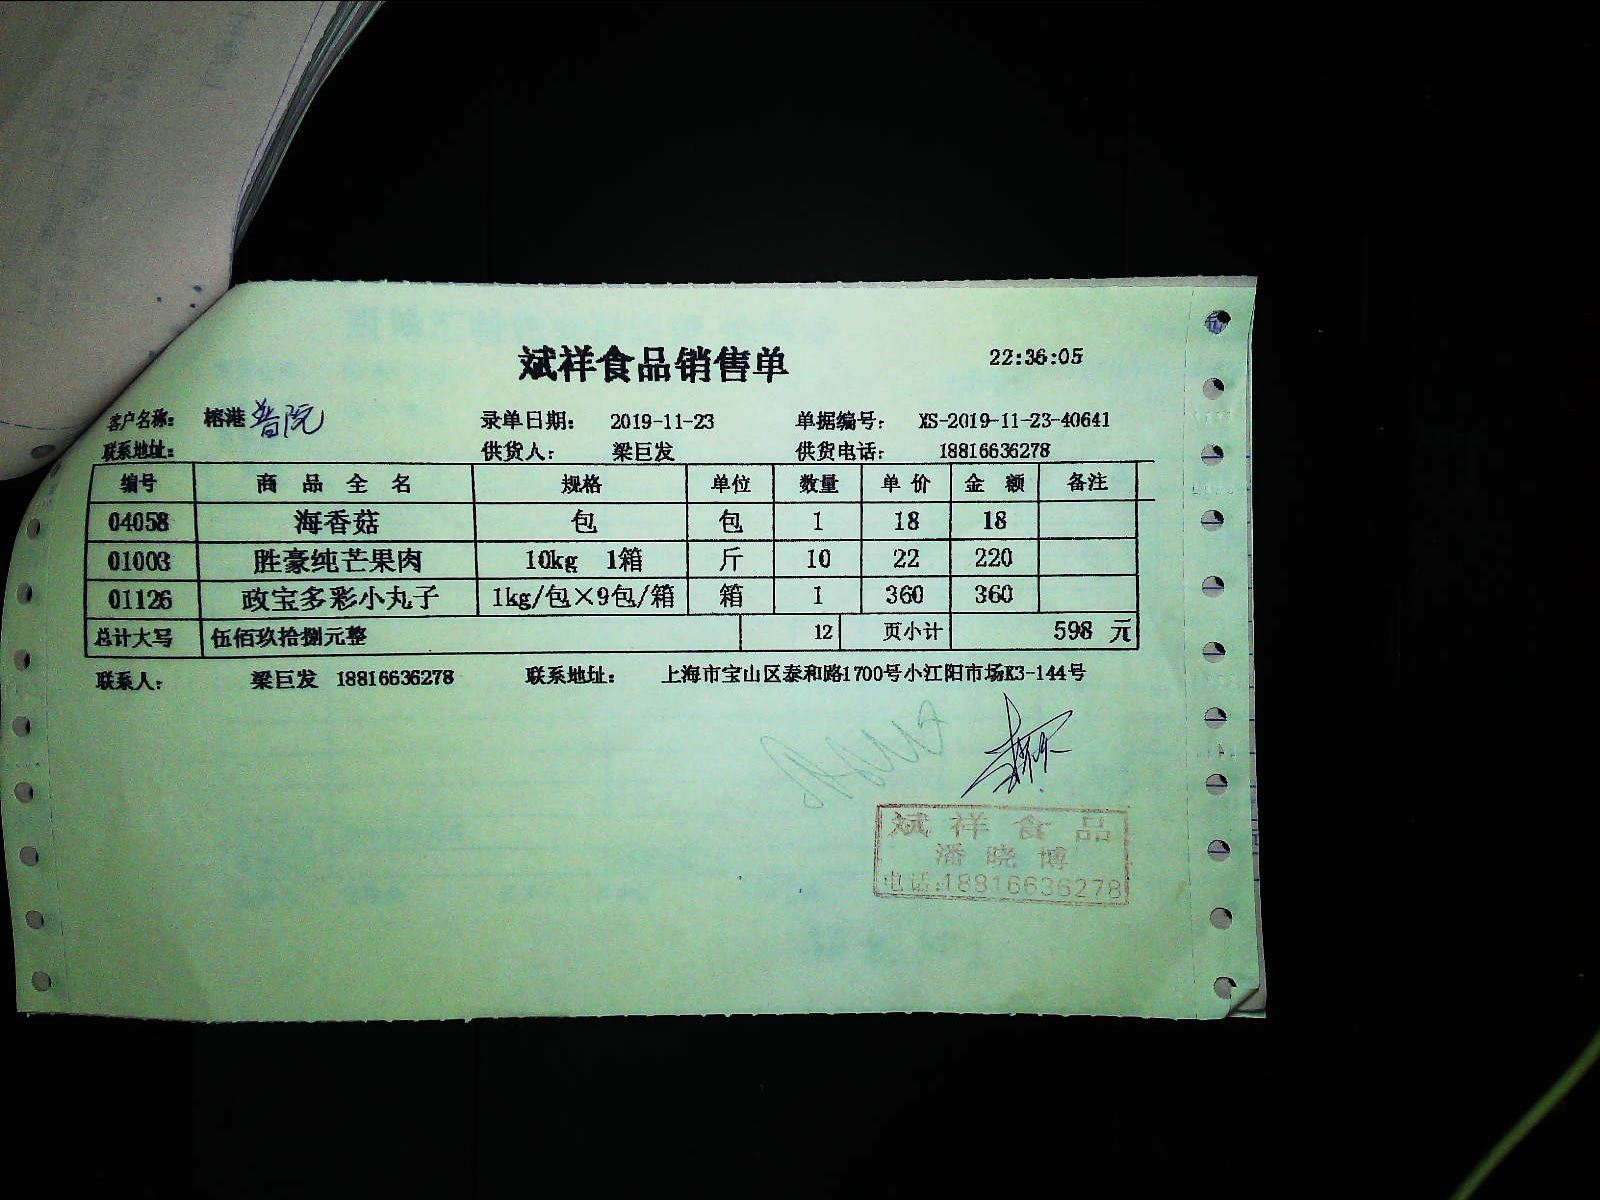 斌祥食品销售单 22:36:05
客户名称： 榕港 普院 录单日期： 2019-11-23 单据编号： XS-2019-11-23-40641
联系地址： 供货人： 梁巨发 供货电话： 18816636278
编号 商品全名 规格 单位 数量 单价 金额 备注
04058 海香菇 包 包 1 18 18
01003 胜豪纯芒果肉 10kg 1箱 斤 10 22 220
01126 政宝多彩小丸子 1kg/包×9包/箱 箱 1 360 360
总计大写 伍佰玖拾捌元整 12 页小计 598 元
联系人： 梁巨发 18816636278 联系地址： 上海市宝山区泰和路1700号小江阳市场K3-144号
斌祥食品
潘晓博
电话:18816636278